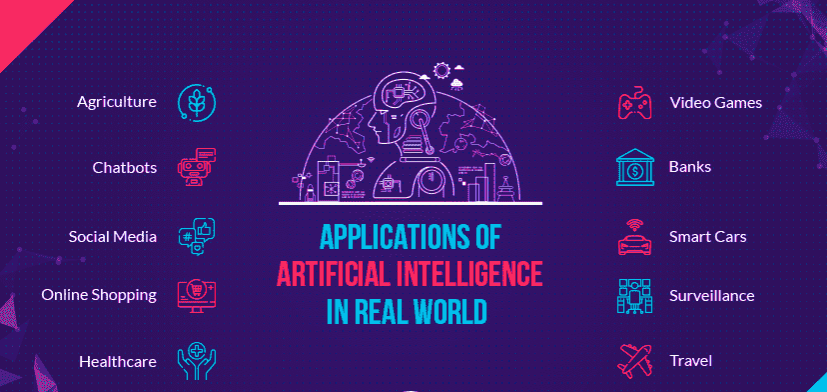 Agriculture
Chatbots
Social Media
Online Shopping
Healthcare
APPLICATIONS OF
ARTIFICIAL INTELLIGENCE
IN REAL WORLD
Video Games
Banks
Smart Cars
Surveillance
Travel